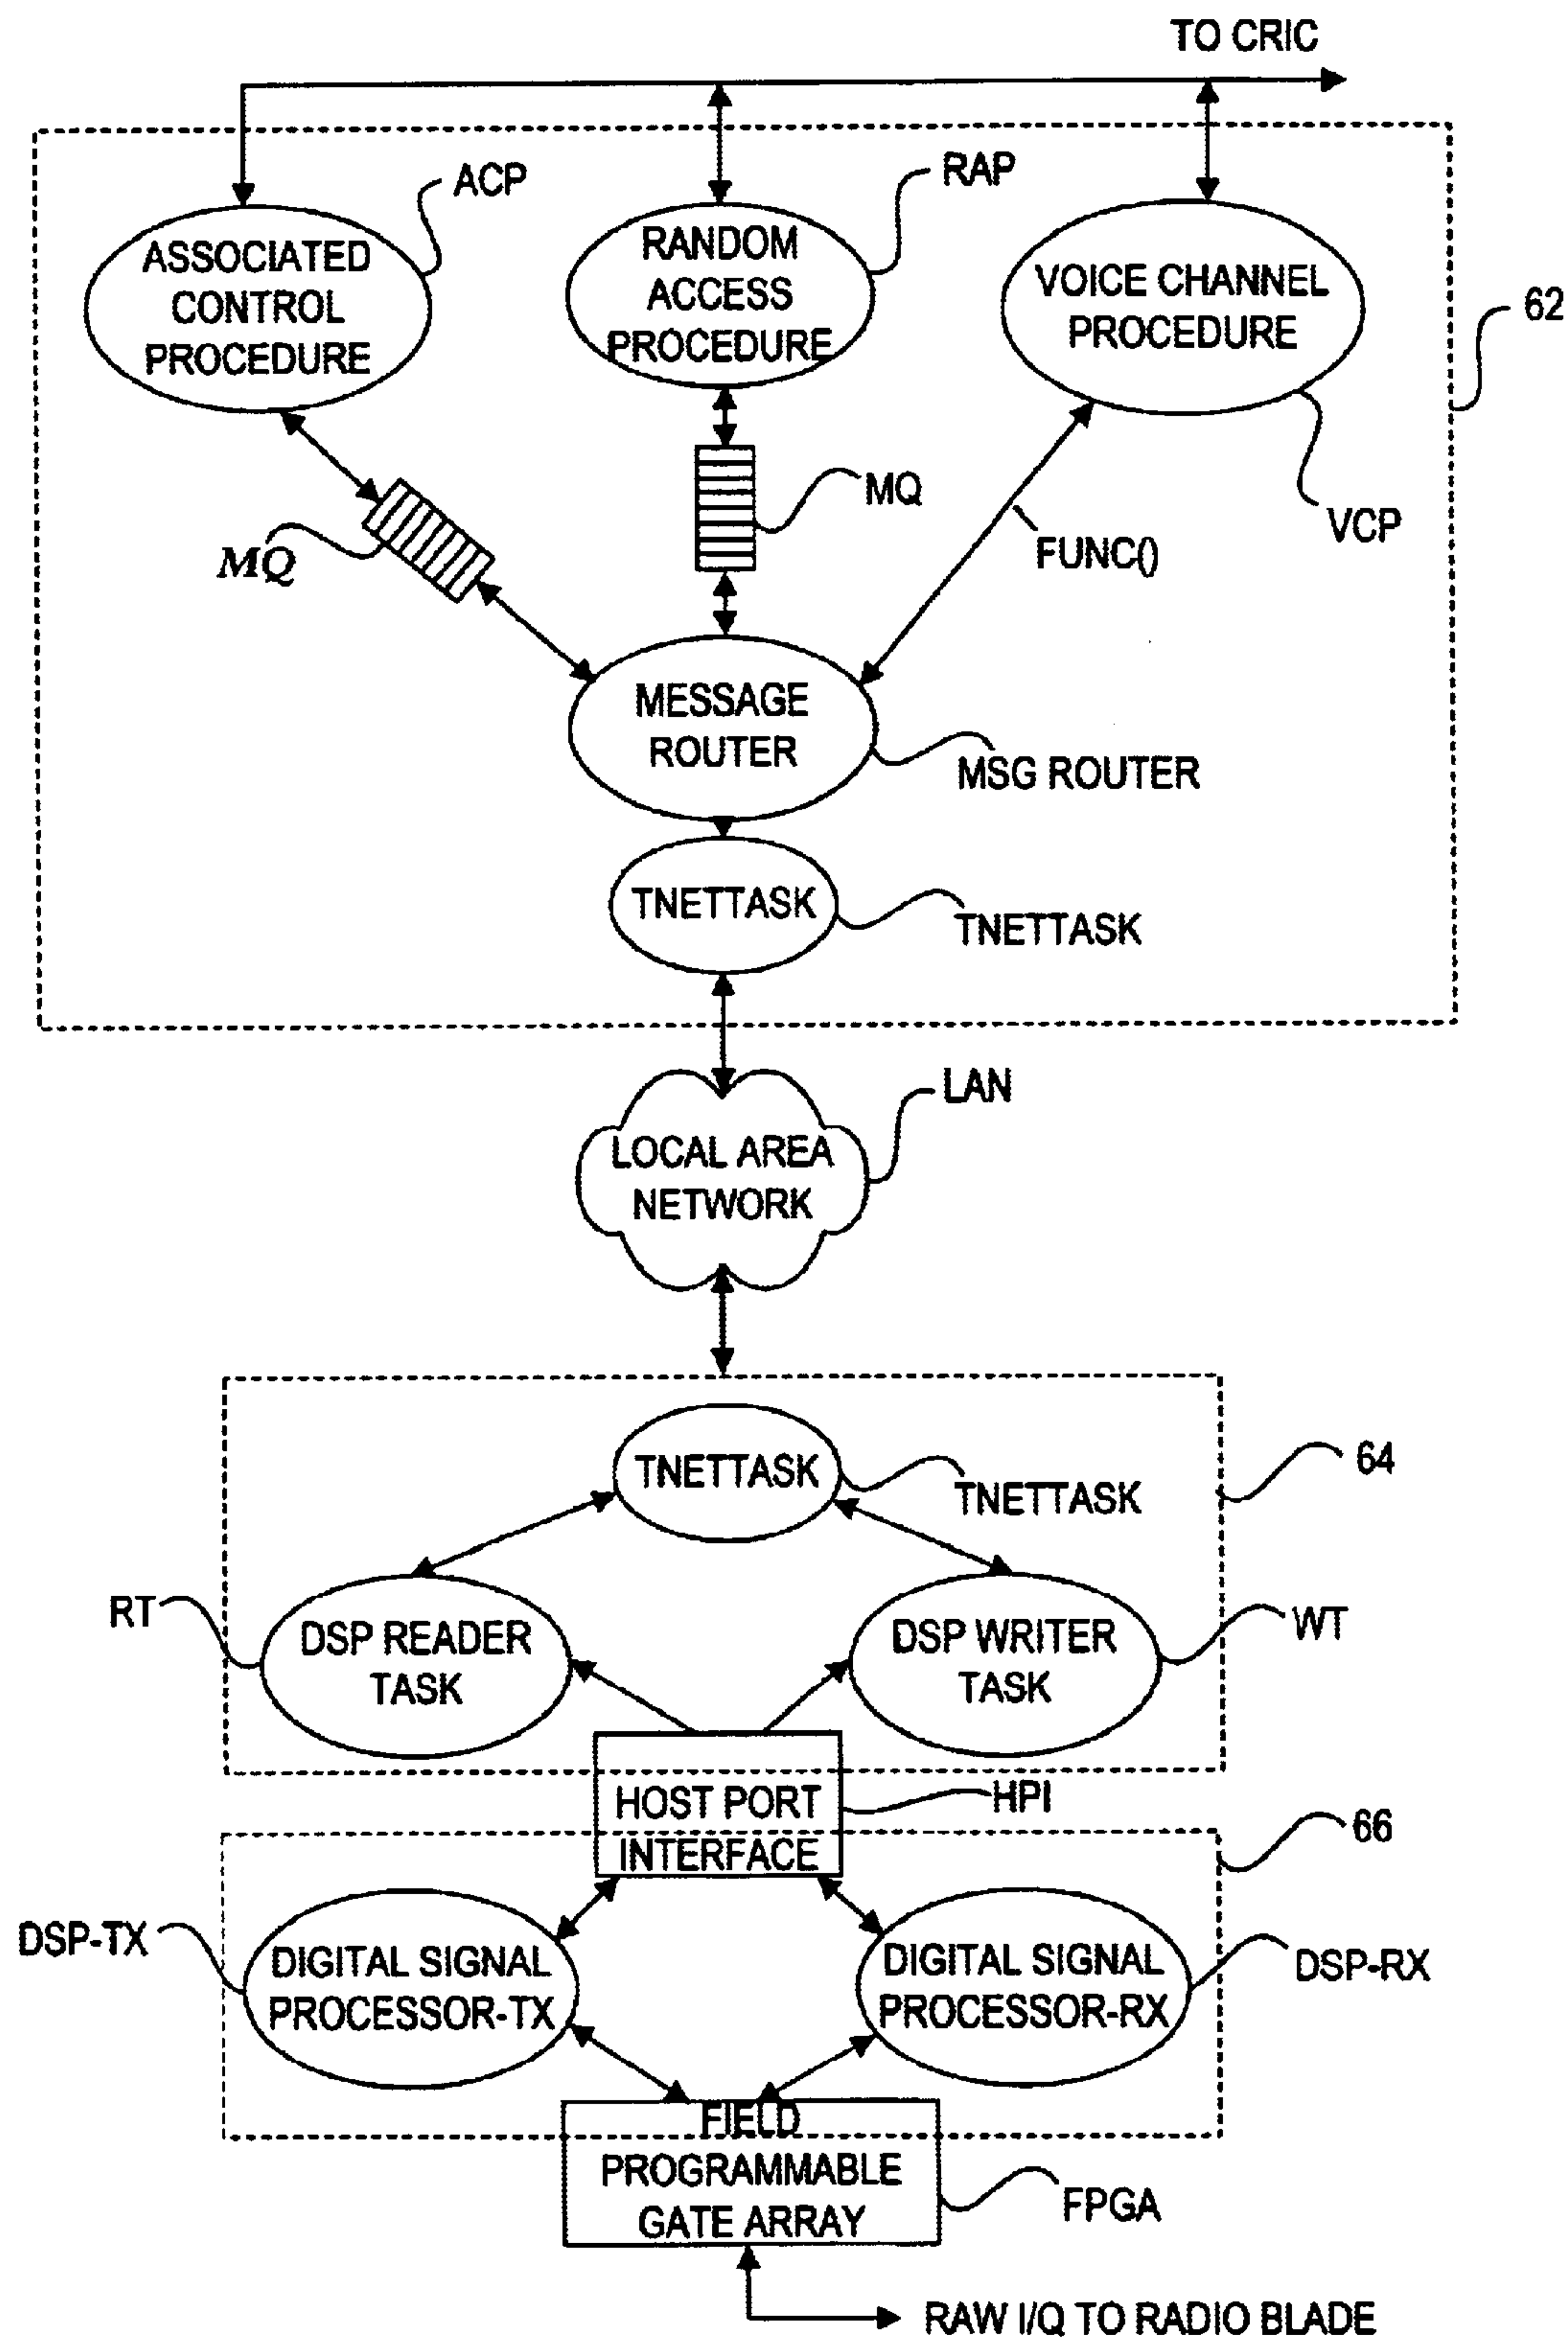 TO CRIC
ACP
RAP
ASSOCIATED
CONTROL
PROCEDURE
RANDOM
ACCESS
PROCEDURE
VOICE CHANNEL
PROCEDURE
62
MQ
MQ
FUNC()
VCP
MESSAGE
ROUTER
MSG ROUTER
TNETTASK
TNETTASK
LAN
LOCAL AREA
NETWORK
TNETTASK
TNETTASK
64
RT
DSP READER
TASK
DSP WRITER
TASK
WT
HOST PORT
INTERFACE
HPI
66
DSP-TX
DIGITAL SIGNAL
PROCESSOR-TX
DIGITAL SIGNAL
PROCESSOR-RX
DSP-RX
FIELD
PROGRAMMABLE
GATE ARRAY
FPGA
RAW I/Q TO RADIO BLADE